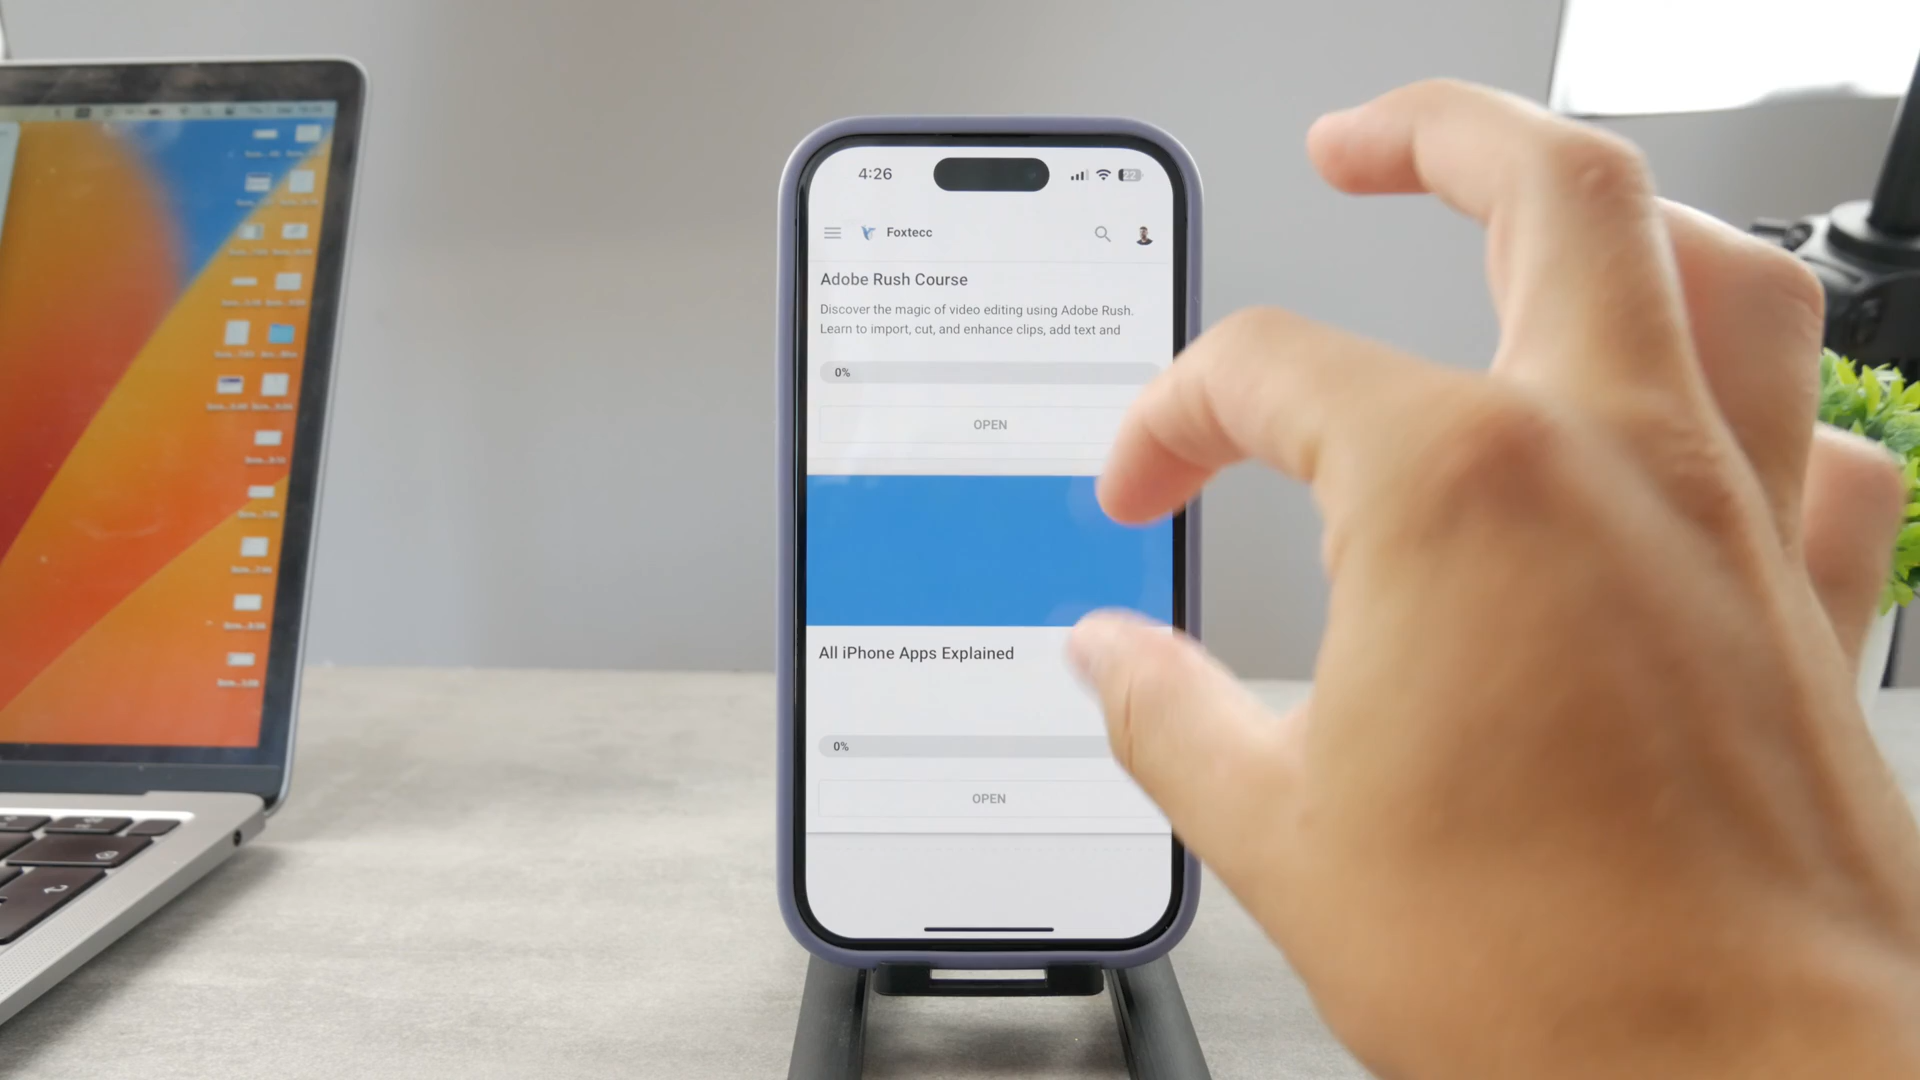 4:26
22
Foxtecc
Adobe Rush Course
Discover the magic of video editing using Adobe Rush.
Learn to import, cut, and enhance clips, add text and
0%
OPEN
All iPhone Apps Explained
0%
OPEN